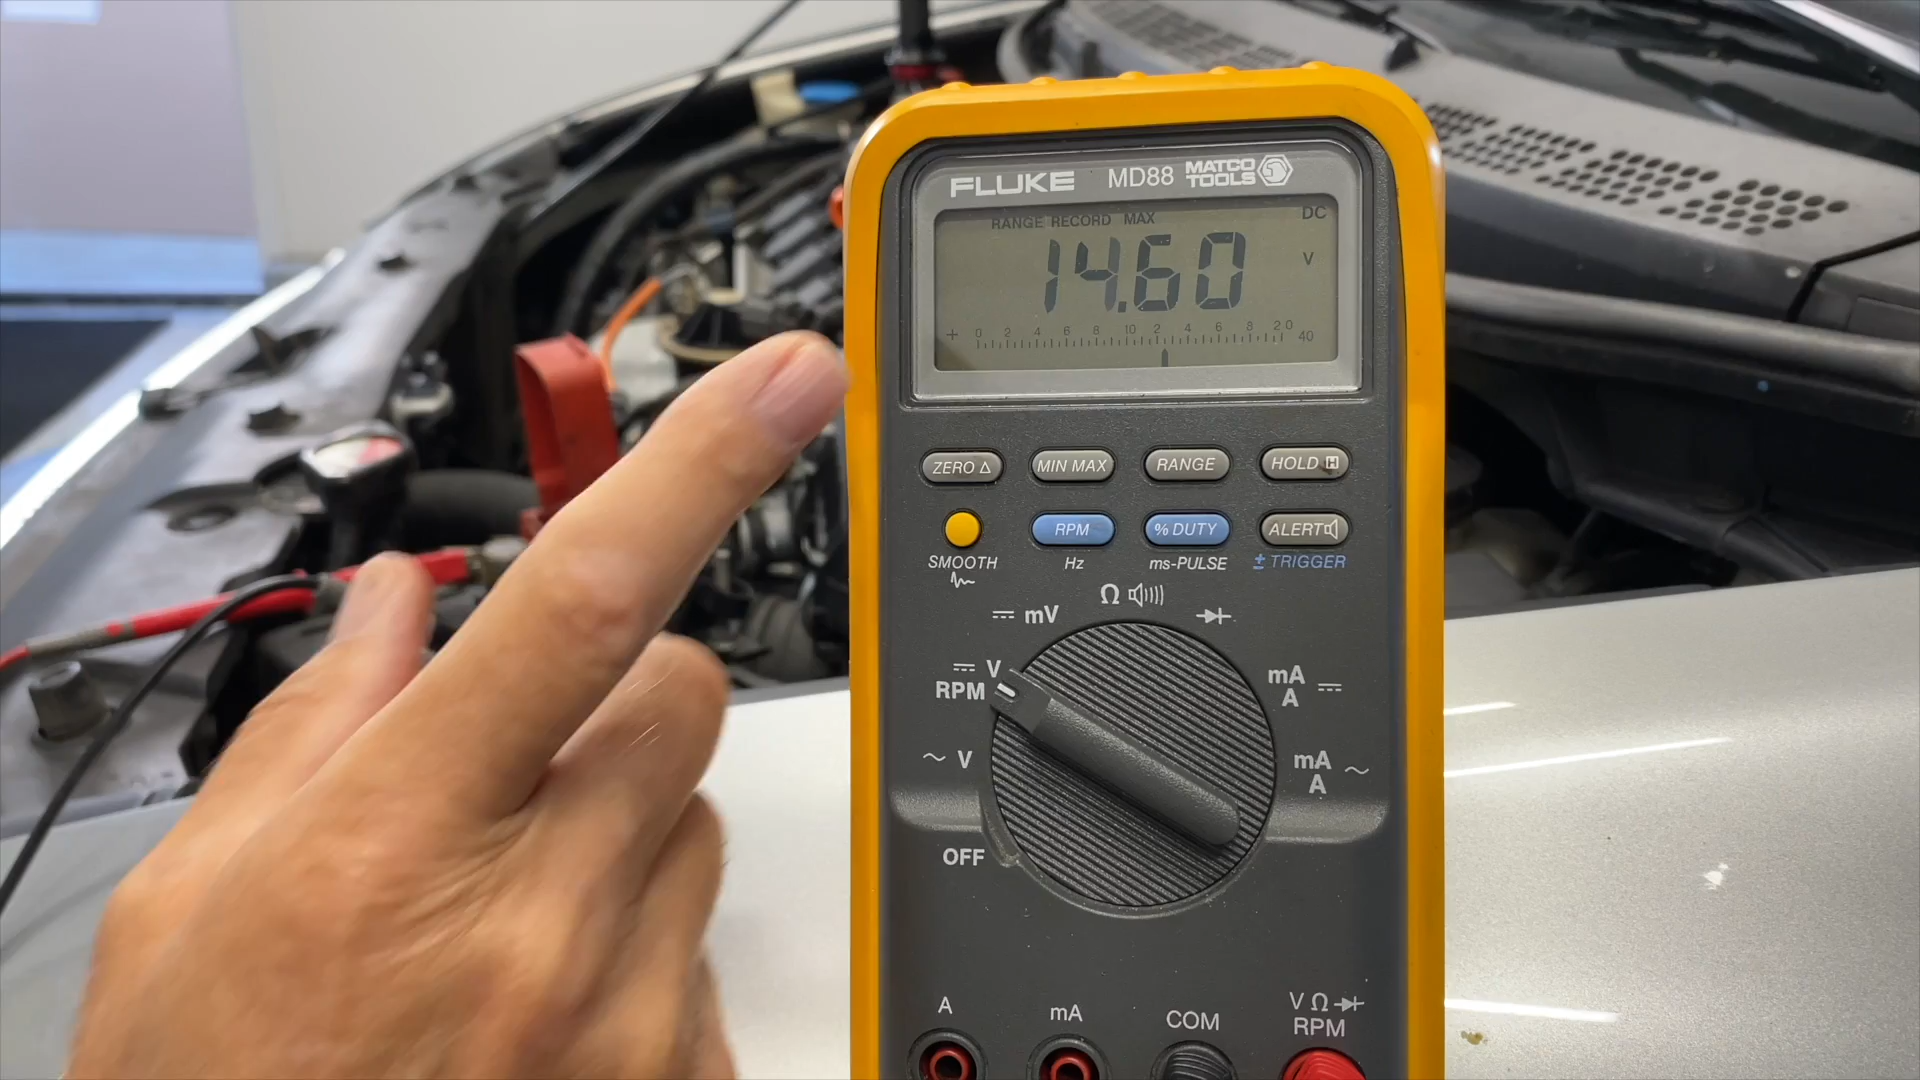 FLUKE MD88 MATCO TOOLS
RANGE RECORD MAX DC
14.60 V
+ 0 2 4 6 8 10 2 4 6 8 20 40
ZERO Δ MIN MAX RANGE HOLD H
RPM % DUTY ALERT
SMOOTH Hz ms-PULSE ± TRIGGER
mV Ω
V
RPM
mA
A
~ V
mA
A ~
OFF
A mA COM V Ω
RPM